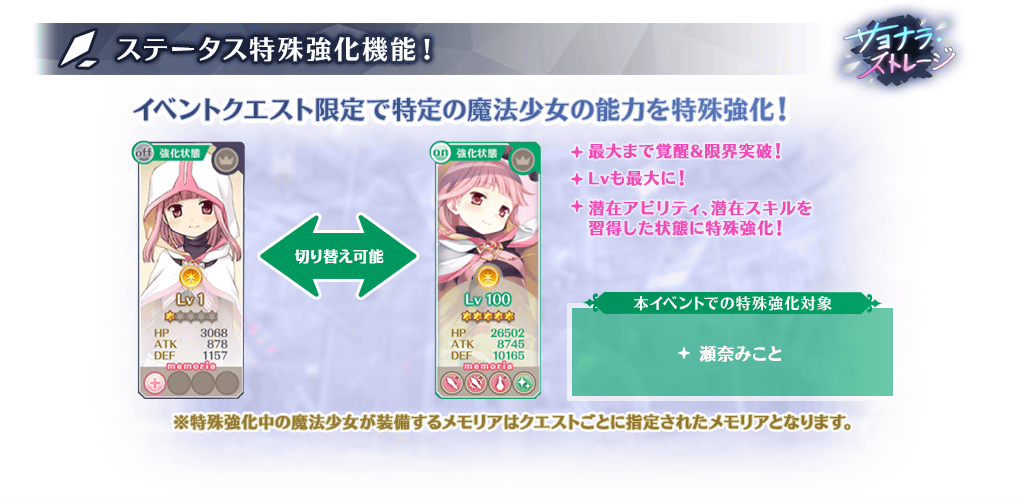 ステータス特殊強化機能!
サヨナラ・
ストレージ
イベントクエスト限定で特定の魔法少女の能力を特殊強化!
off 強化状態
Lv 1
HP 3068
ATK 878
DEF 1157
memoria
切り替え可能
on 強化状態
Lv 100
HP 26502
ATK 8745
DEF 10165
memoria
最大まで覚醒&限界突破!
Lvも最大に!
潜在アビリティ、潜在スキルを
習得した状態に特殊強化!
本イベントでの特殊強化対象
瀬奈みこと
※特殊強化中の魔法少女が装備するメモリアはクエストごとに指定されたメモリアとなります。